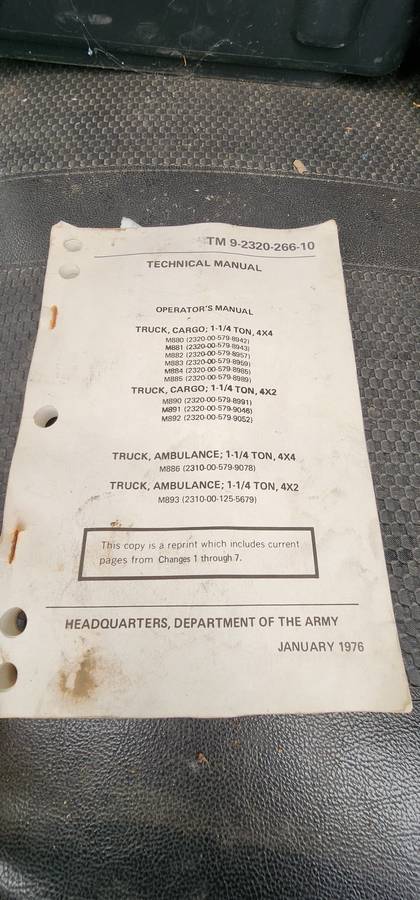 TM 9-2320-266-10
TECHNICAL MANUAL
OPERATOR'S MANUAL
TRUCK, CARGO; 1-1/4 TON, 4X4
M880 (2320-00-579-8942)
M881 (2320-00-579-8943)
M882 (2320-00-579-8957)
M883 (2320-00-579-8959)
M884 (2320-00-579-8985)
M885 (2320-00-579-8989)
TRUCK, CARGO; 1-1/4 TON, 4X2
M890 (2320-00-579-8991)
M891 (2320-00-579-9046)
M892 (2320-00-579-9052)
TRUCK, AMBULANCE; 1-1/4 TON, 4X4
M886 (2310-00-579-9078)
TRUCK, AMBULANCE; 1-1/4 TON, 4X2
M893 (2310-00-125-5679)
This copy is a reprint which includes current
pages from Changes 1 through 7.
HEADQUARTERS, DEPARTMENT OF THE ARMY
JANUARY 1976